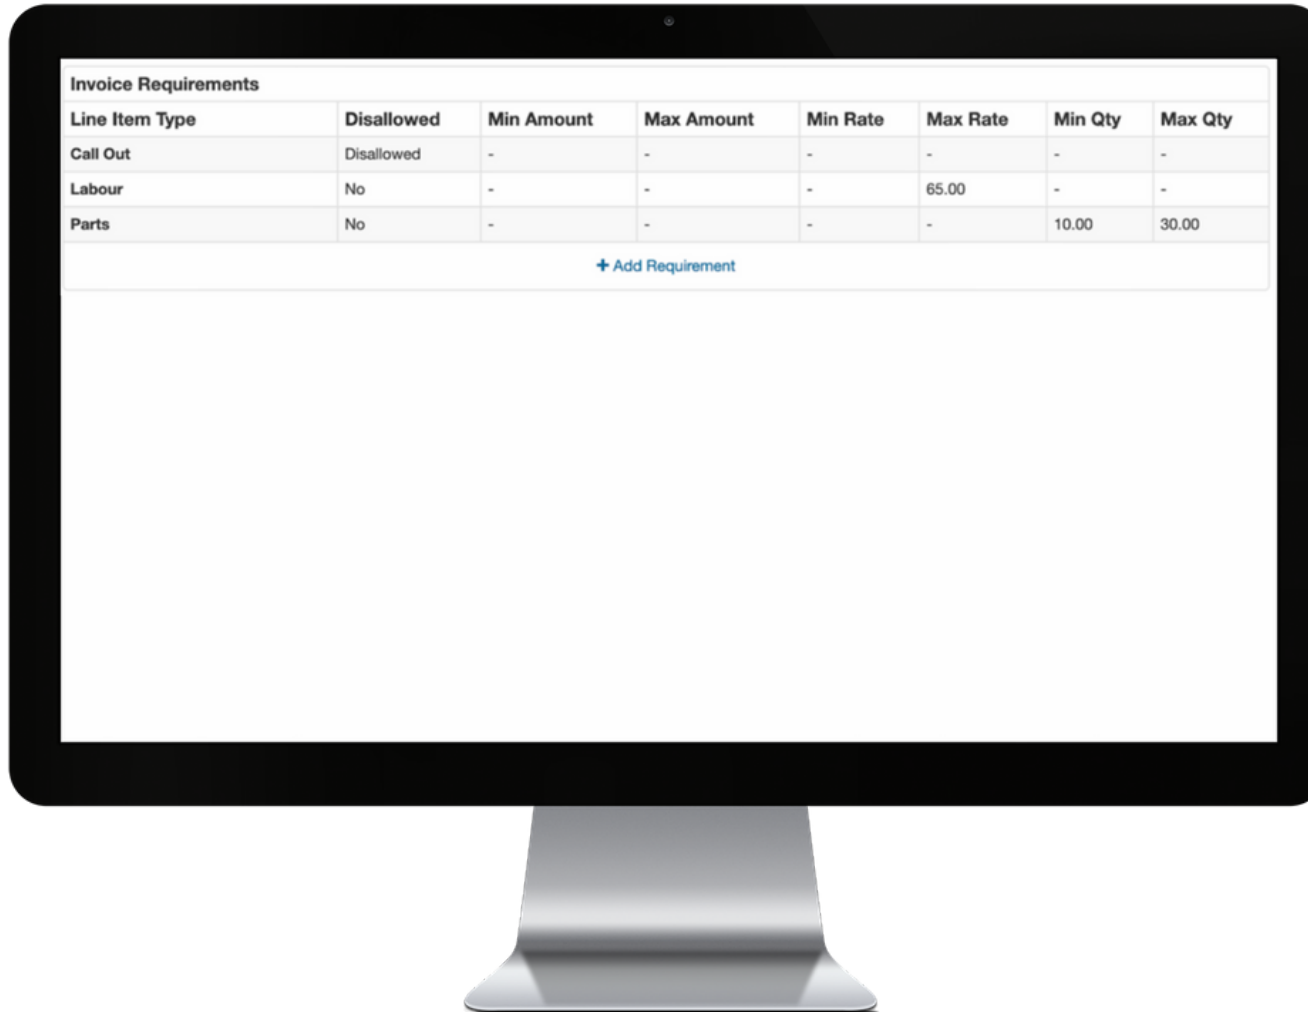 Invoice Requirements
Line Item Type Disallowed Min Amount Max Amount Min Rate Max Rate Min Qty Max Qty
Call Out Disallowed - - - - - -
Labour No - - - 65.00 - -
Parts No - - - - 10.00 30.00
+ Add Requirement